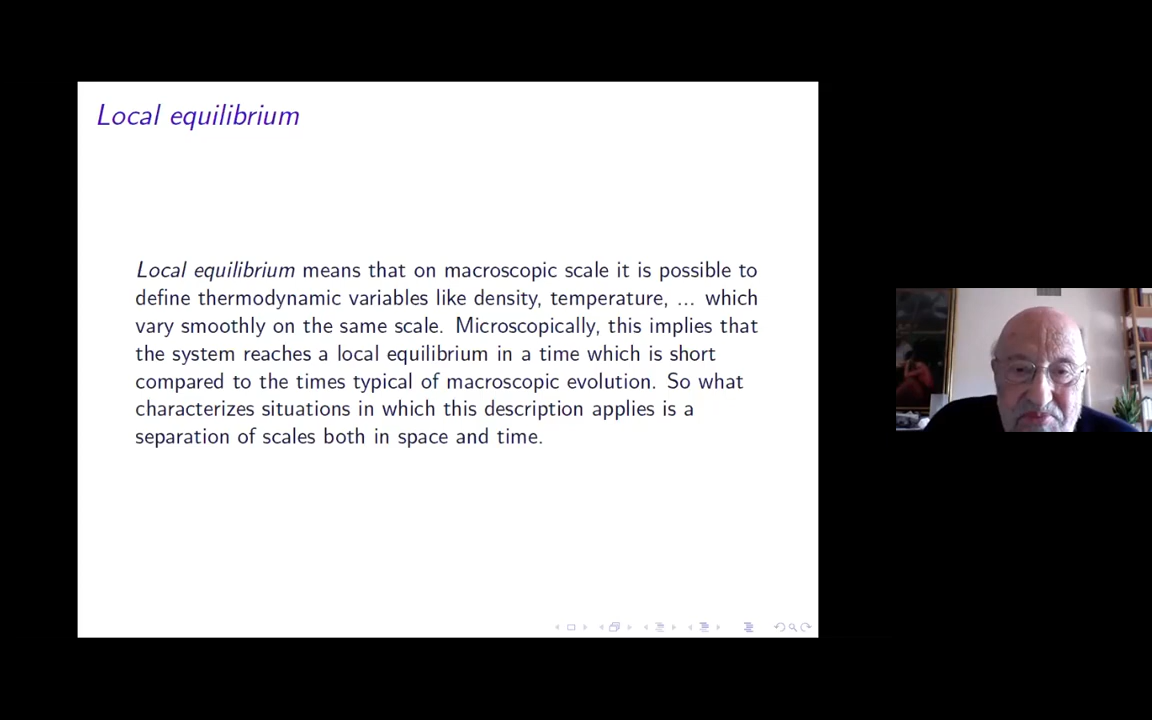 Local equilibrium
Local equilibrium means that on macroscopic scale it is possible to
define thermodynamic variables like density, temperature, ... which
vary smoothly on the same scale. Microscopically, this implies that
the system reaches a local equilibrium in a time which is short
compared to the times typical of macroscopic evolution. So what
characterizes situations in which this description applies is a
separation of scales both in space and time.